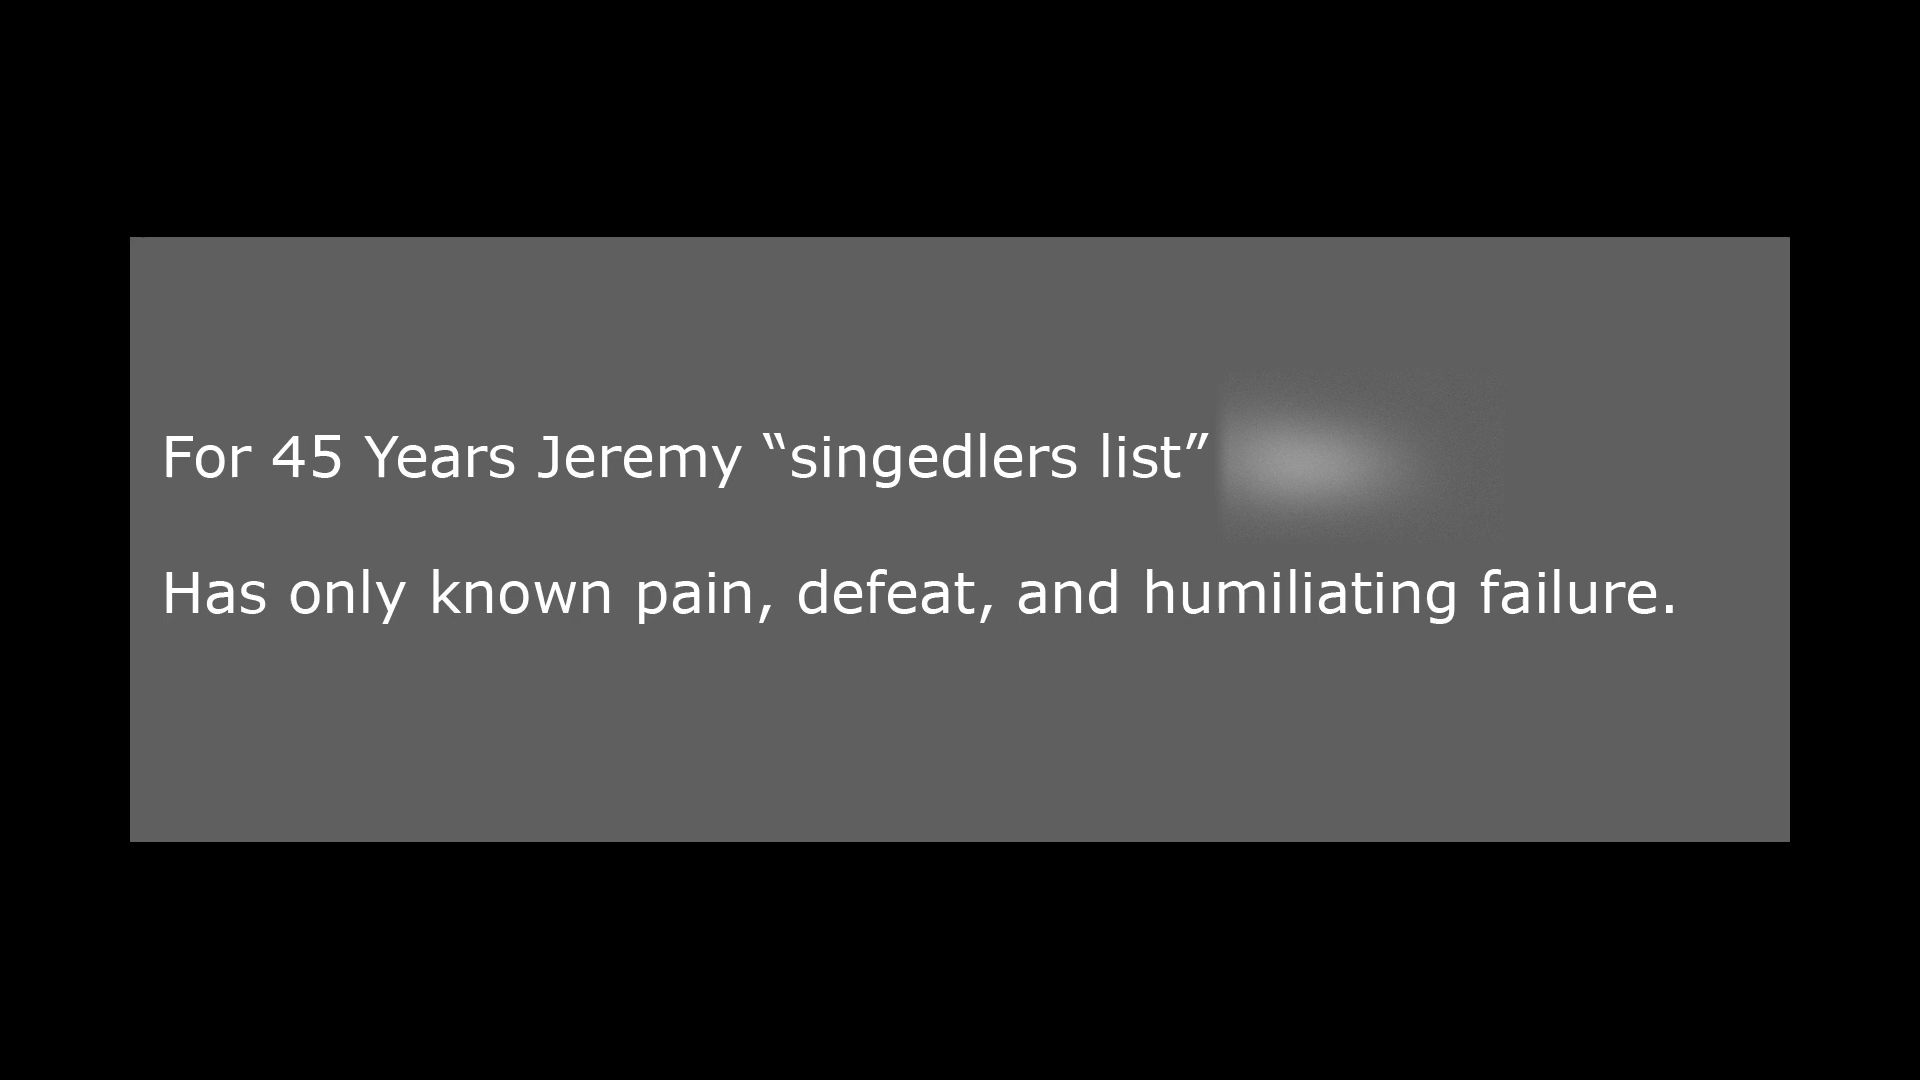 For 45 Years Jeremy “singedlers list”
Has only known pain, defeat, and humiliating failure.